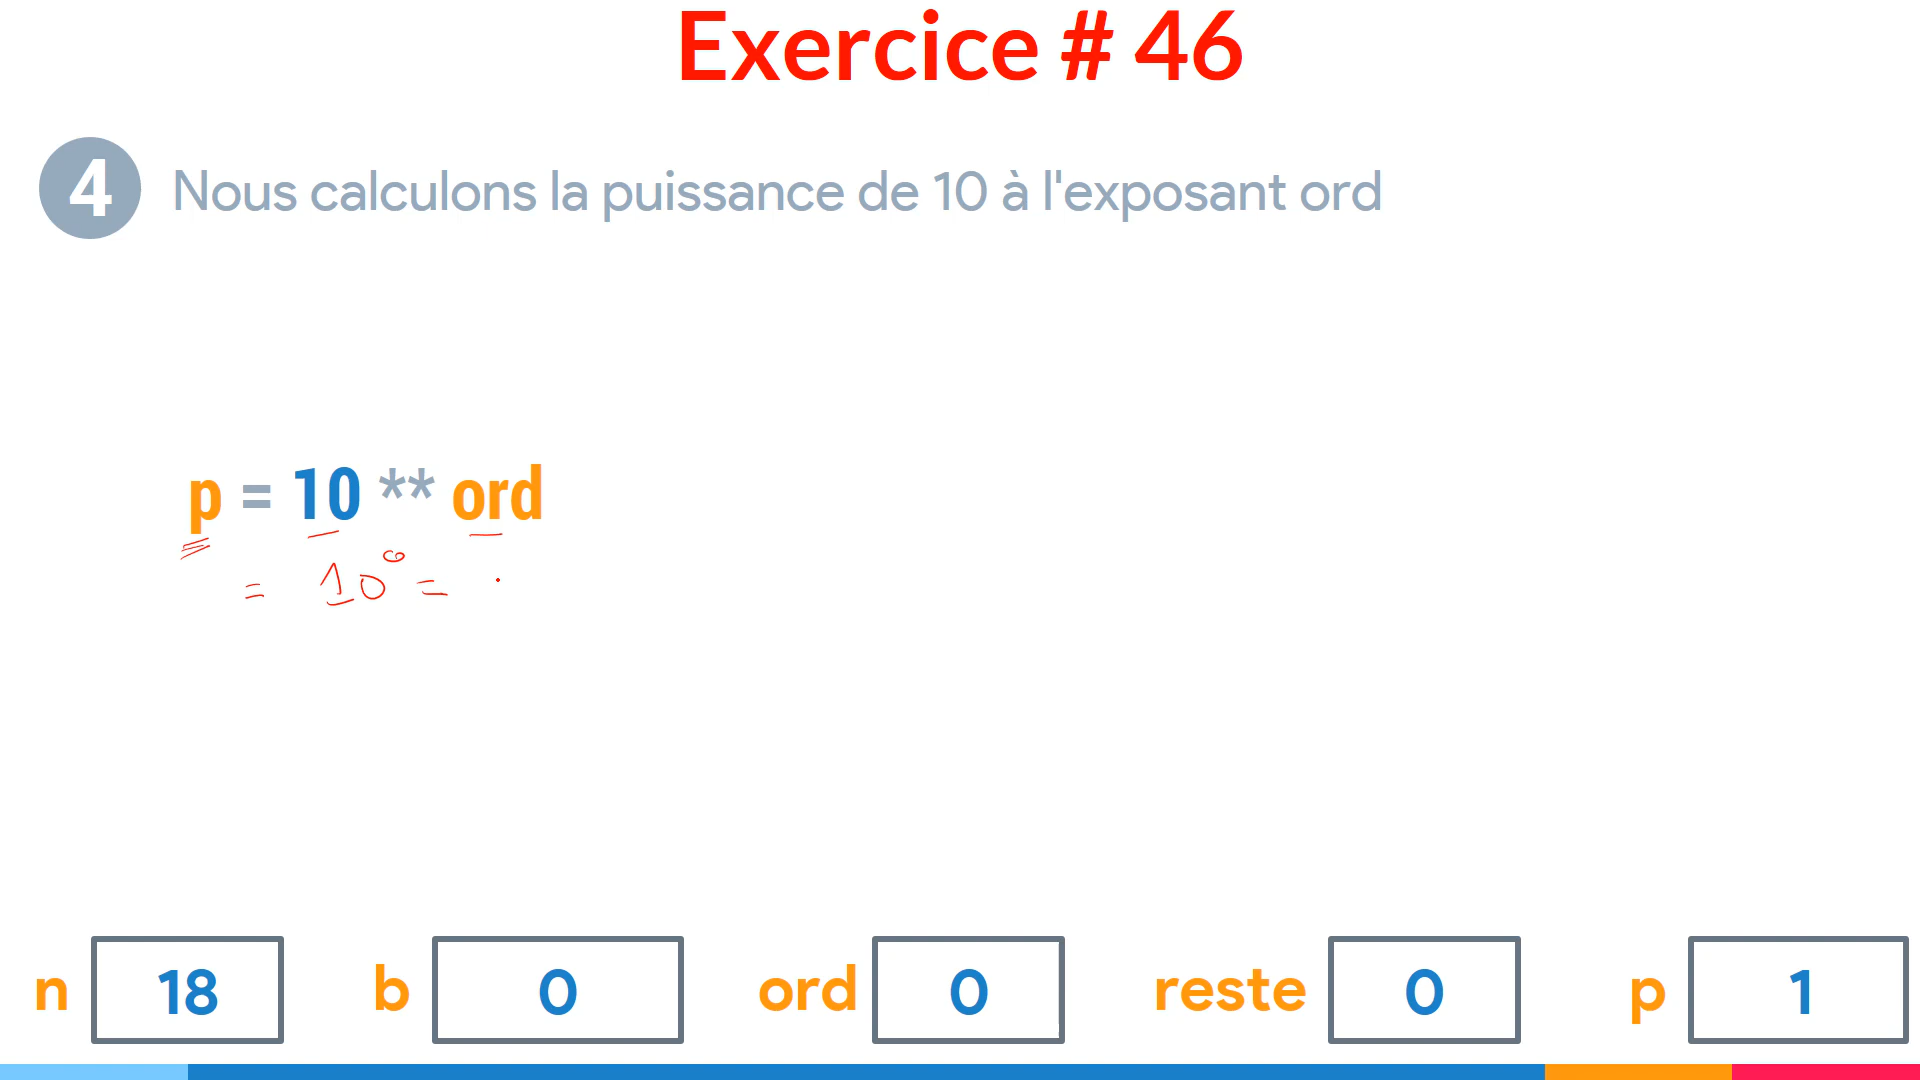 Exercice # 46
4 Nous calculons la puissance de 10 à l'exposant ord
p = 10 ** ord
= 10⁰ =
n 18 b 0 ord 0 reste 0 p 1